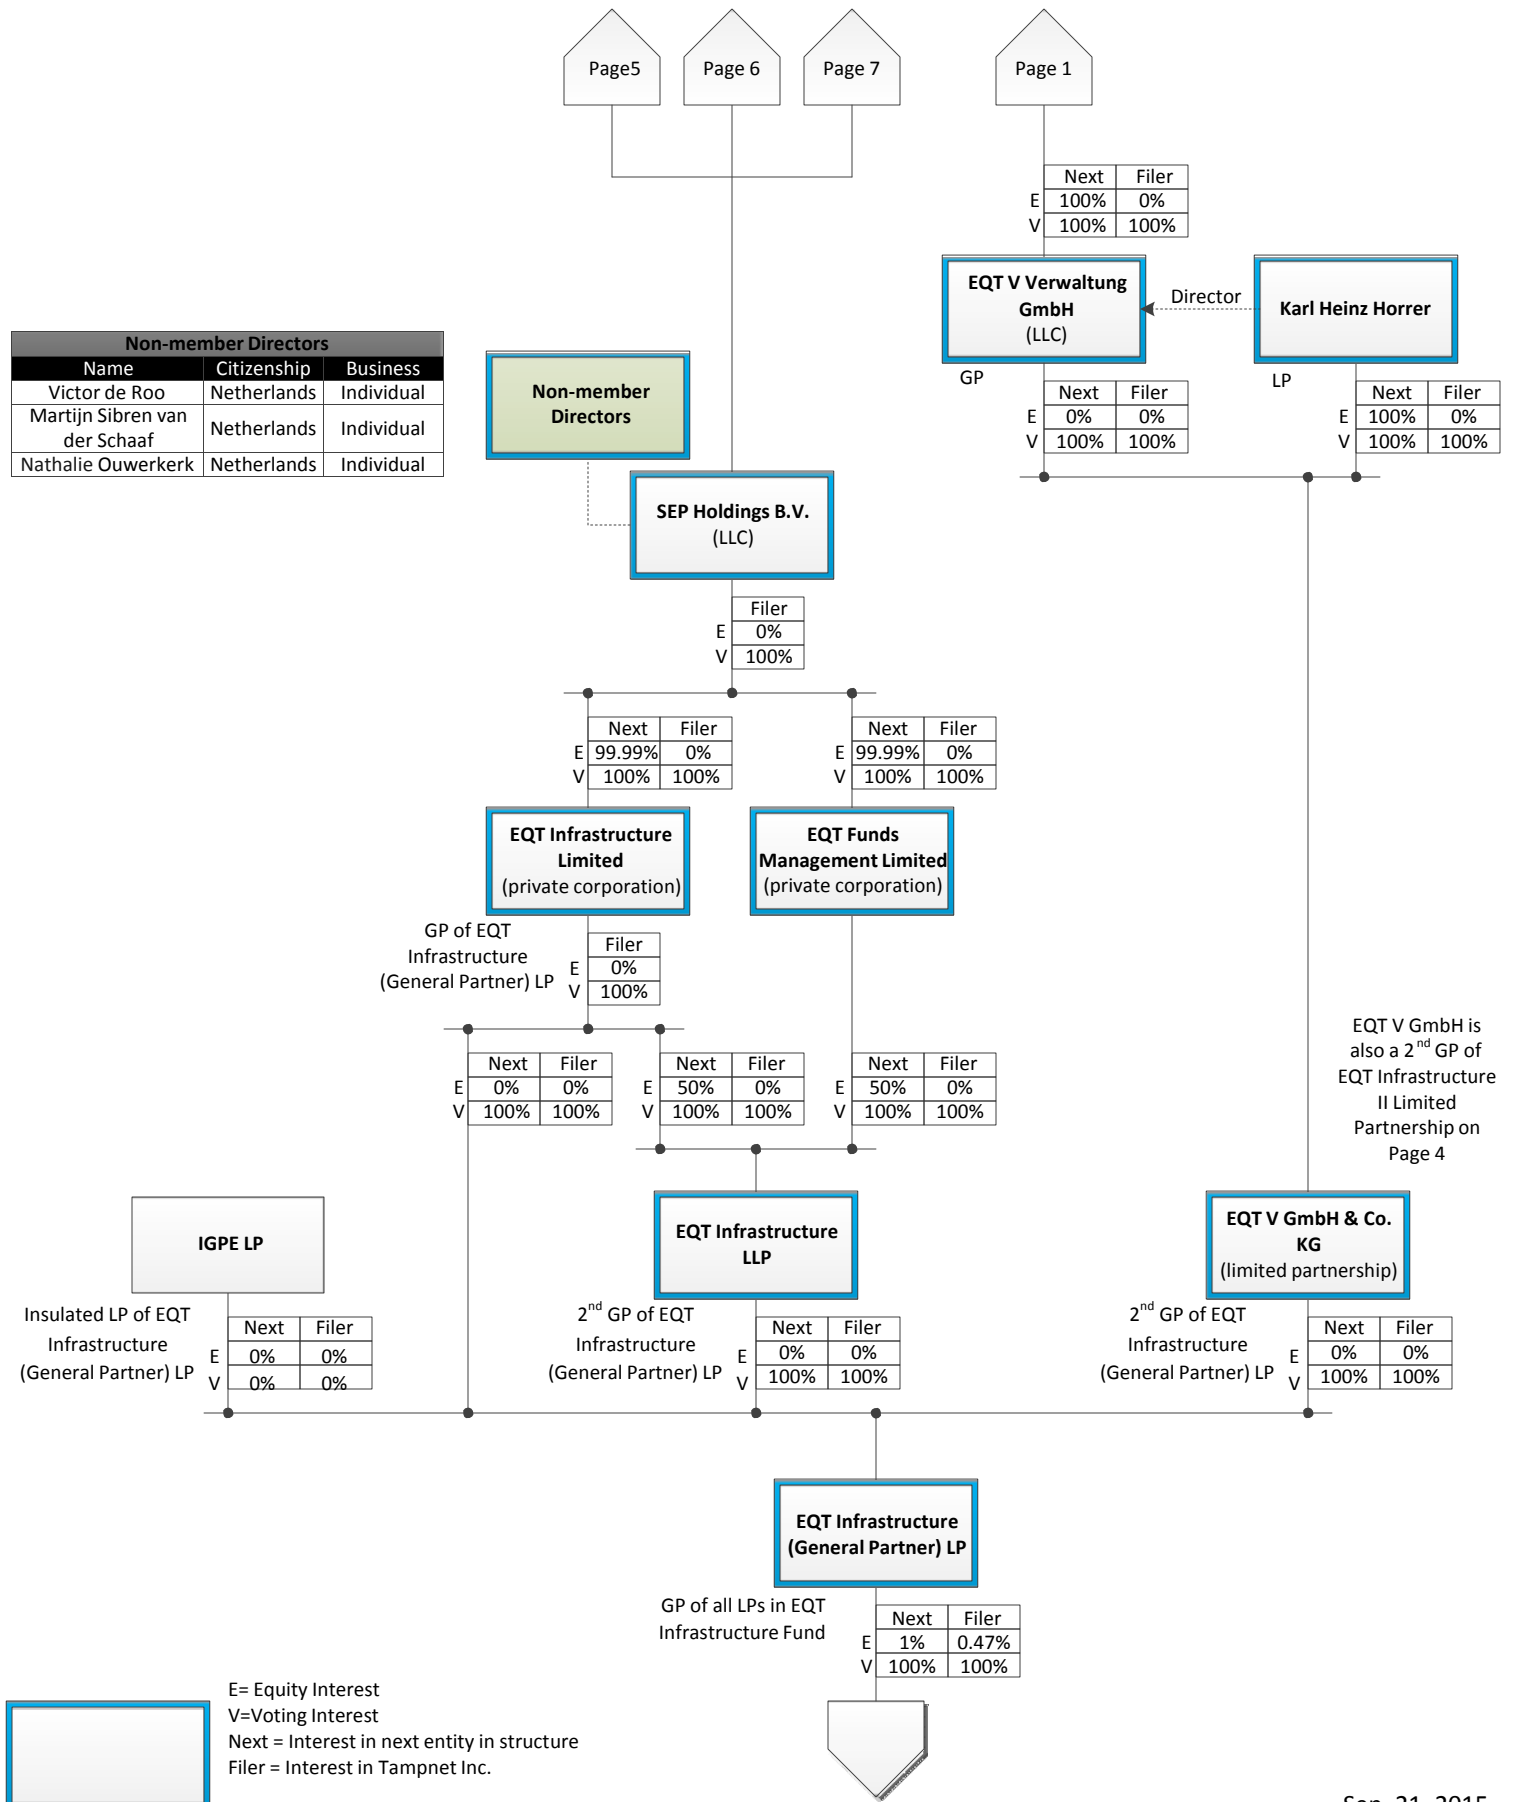 Page5
Page 6
Page 7
Page 1
Next Filer
E 100% 0%
V 100% 100%
EQT V Verwaltung
GmbH
(LLC)
Director
Karl Heinz Horrer
GP
Next Filer
E 0% 0%
V 100% 100%
LP
Next Filer
E 100% 0%
V 100% 100%
Non-member Directors
Name Citizenship Business
Victor de Roo Netherlands Individual
Martijn Sibren van
der Schaaf Netherlands Individual
Nathalie Ouwerkerk Netherlands Individual
Non-member
Directors
SEP Holdings B.V.
(LLC)
Filer
E 0%
V 100%
Next Filer
E 99.99% 0%
V 100% 100%
Next Filer
E 99.99% 0%
V 100% 100%
EQT Infrastructure
Limited
(private corporation)
EQT Funds
Management Limited
(private corporation)
GP of EQT
Infrastructure
(General Partner) LP
Filer
E 0%
V 100%
Next Filer
E 0% 0%
V 100% 100%
Next Filer
E 50% 0%
V 100% 100%
Next Filer
E 50% 0%
V 100% 100%
EQT V GmbH is
also a 2nd GP of
EQT Infrastructure
II Limited
Partnership on
Page 4
IGPE LP
EQT Infrastructure
LLP
EQT V GmbH & Co.
KG
(limited partnership)
Insulated LP of EQT
Infrastructure
(General Partner) LP
Next Filer
E 0% 0%
V 0% 0%
2nd GP of EQT
Infrastructure
(General Partner) LP
Next Filer
E 0% 0%
V 100% 100%
2nd GP of EQT
Infrastructure
(General Partner) LP
Next Filer
E 0% 0%
V 100% 100%
EQT Infrastructure
(General Partner) LP
GP of all LPs in EQT
Infrastructure Fund
Next Filer
E 1% 0.47%
V 100% 100%
E= Equity Interest
V=Voting Interest
Next = Interest in next entity in structure
Filer = Interest in Tampnet Inc.
Sep. 21, 2015